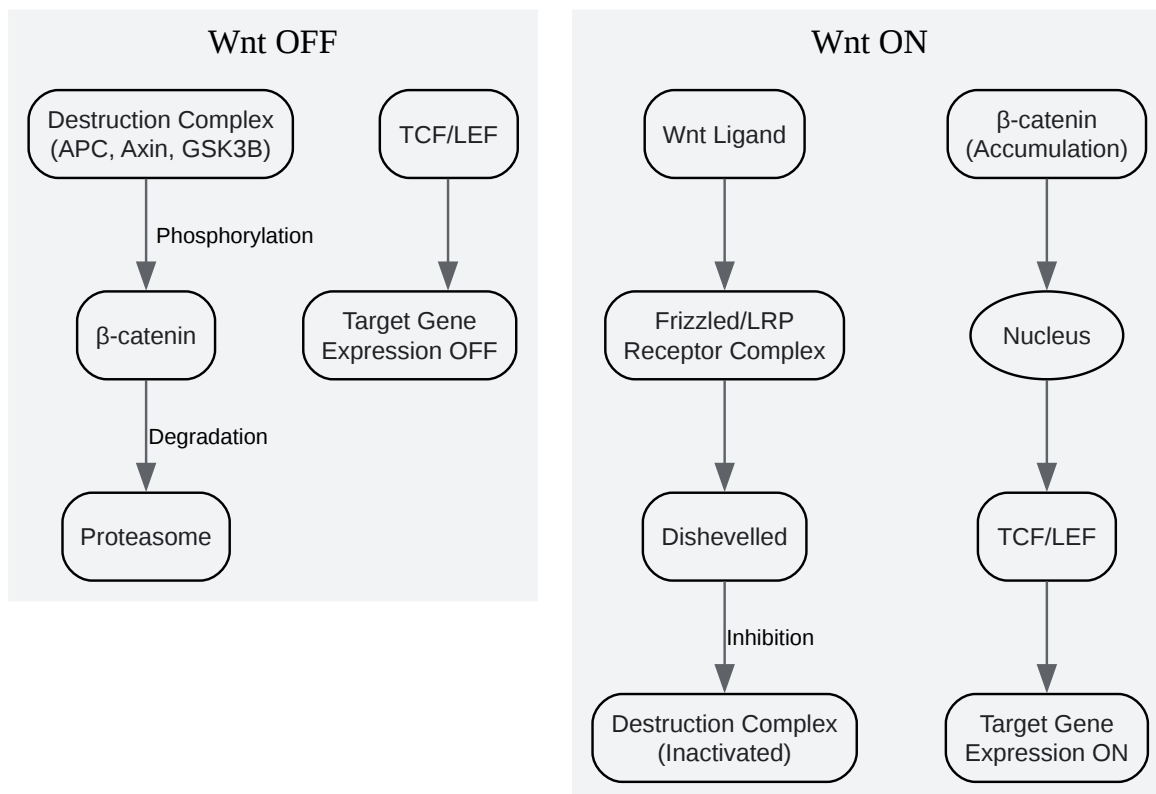 Wnt OFF
Destruction Complex
(APC, Axin, GSK3B)
TCF/LEF
Phosphorylation
β-catenin
Target Gene
Expression OFF
Degradation
Proteasome
Wnt ON
Wnt Ligand
β-catenin
(Accumulation)
Frizzled/LRP
Receptor Complex
Nucleus
Dishevelled
TCF/LEF
Inhibition
Destruction Complex
(Inactivated)
Target Gene
Expression ON